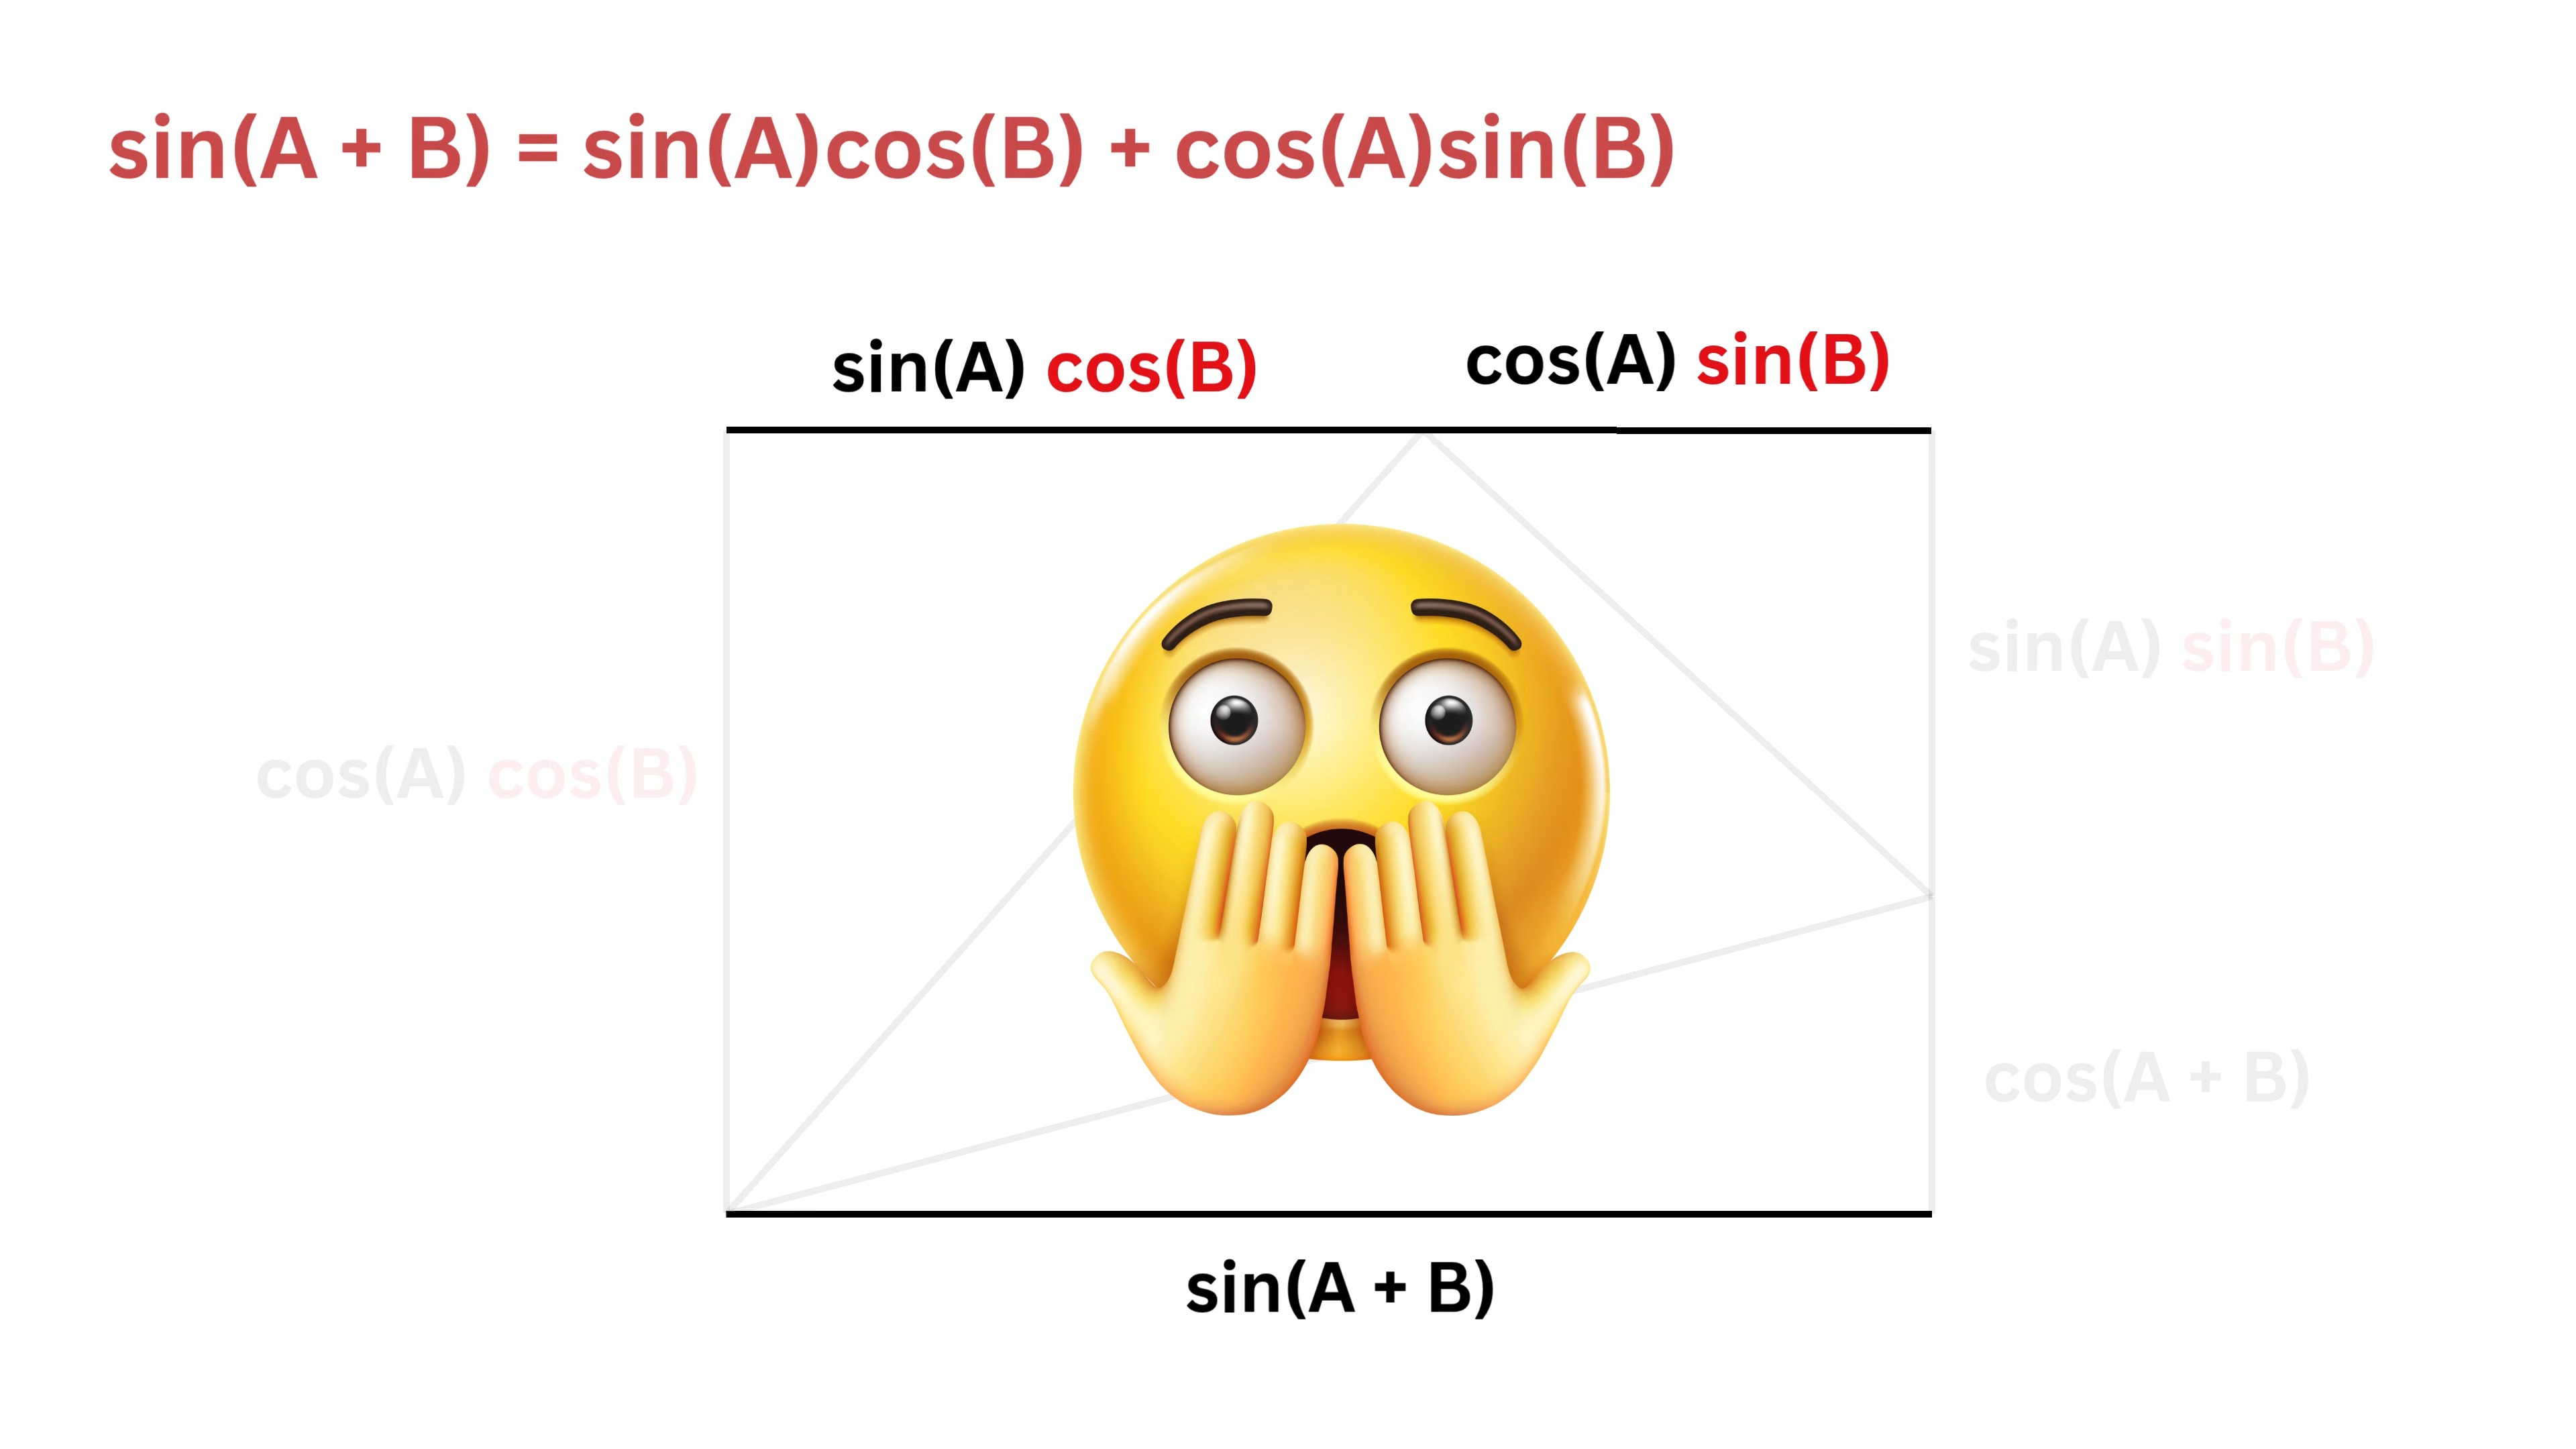 sin(A + B) = sin(A)cos(B) + cos(A)sin(B)
sin(A) cos(B)
cos(A) sin(B)
sin(A) sin(B)
cos(A) cos(B)
cos(A + B)
sin(A + B)